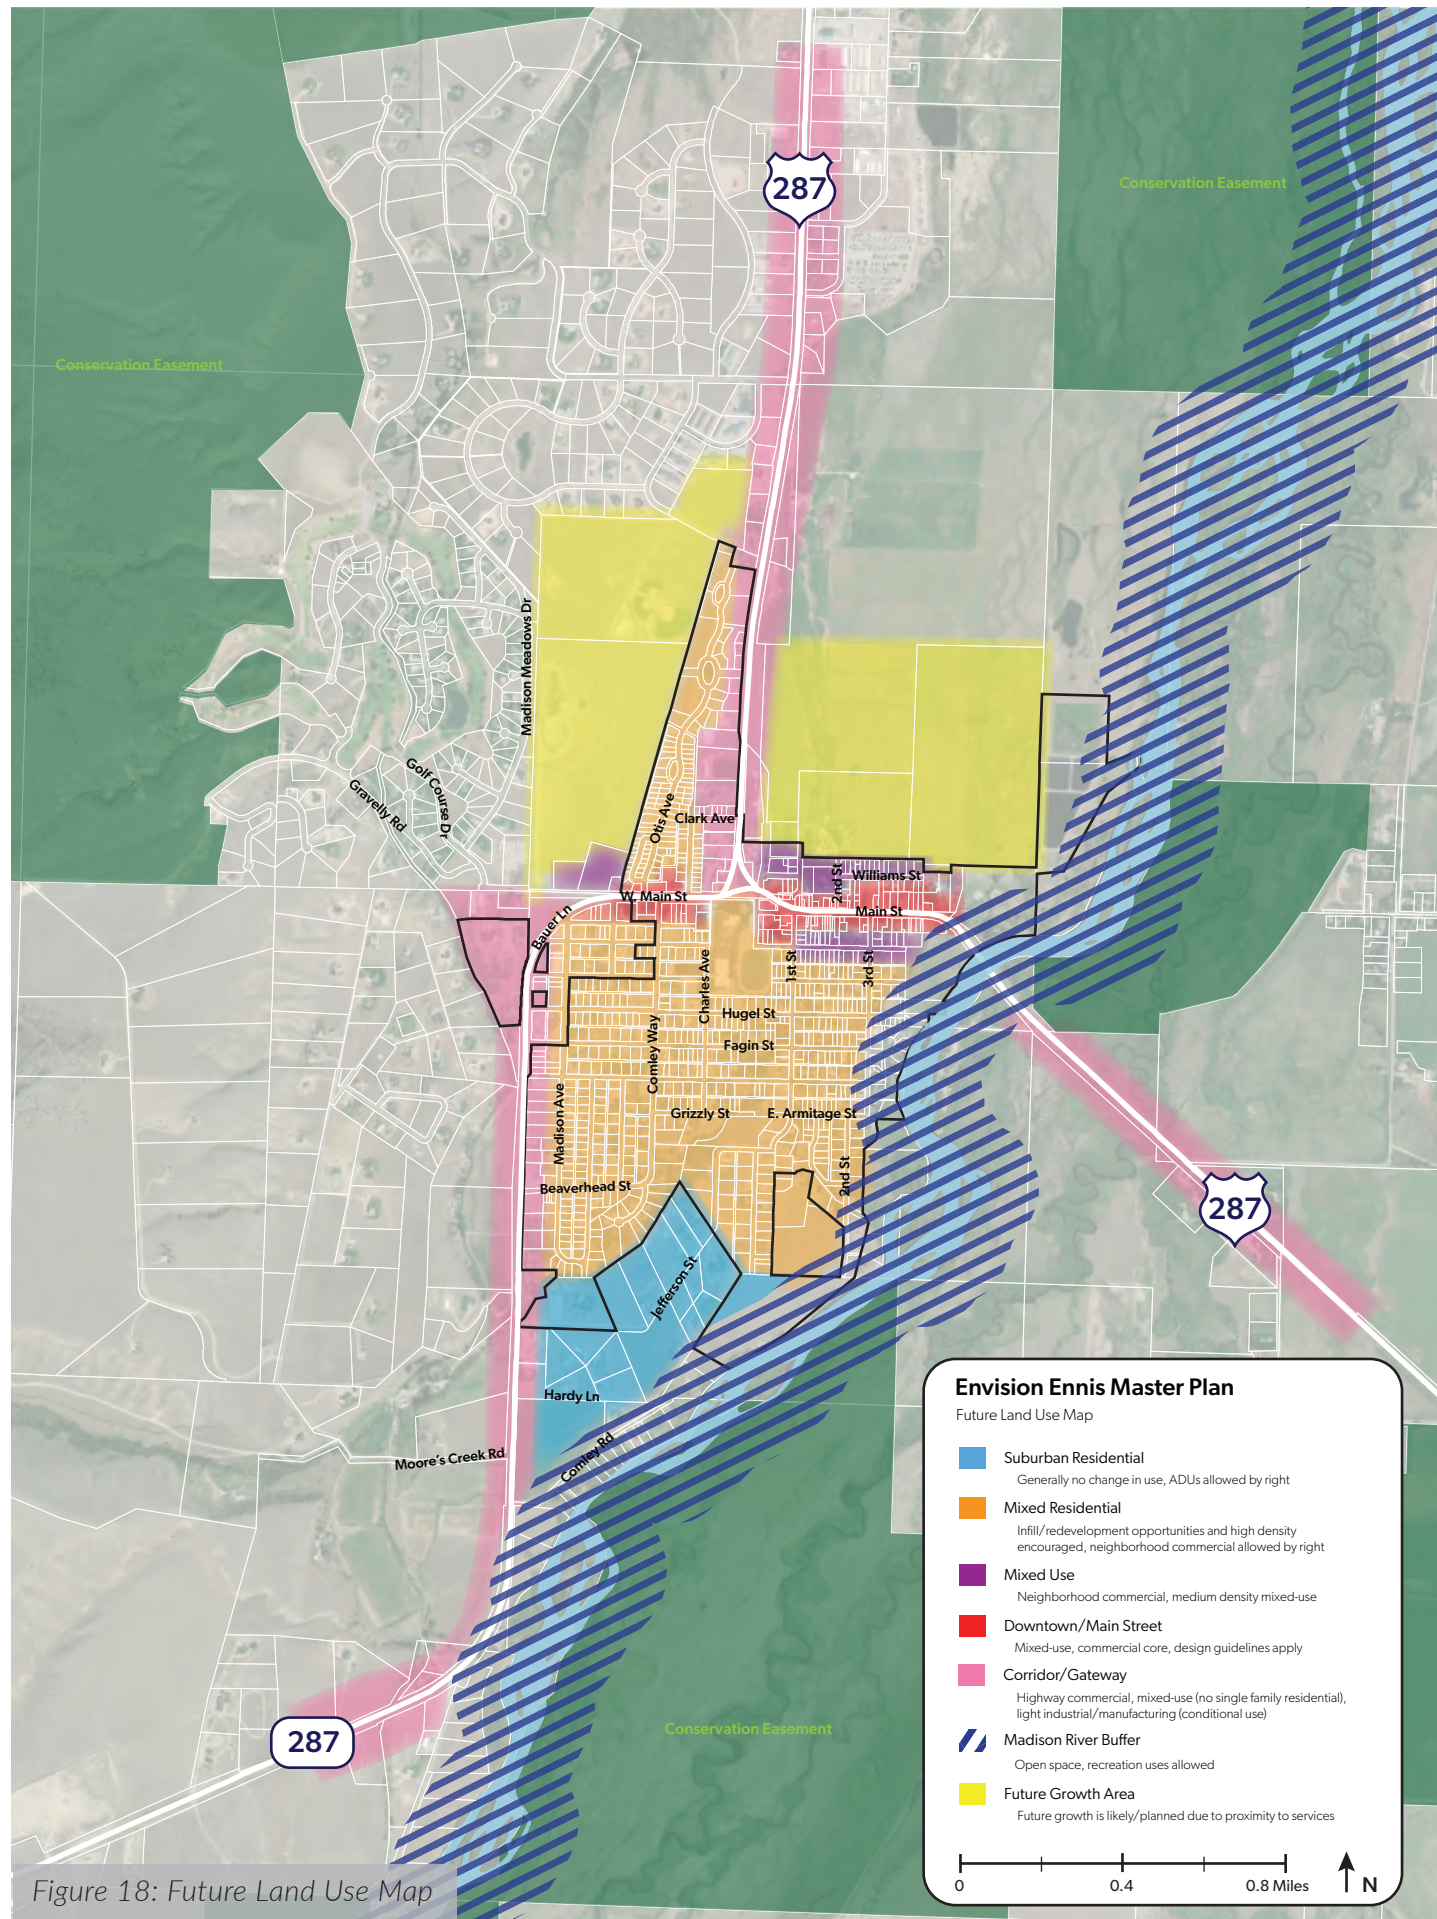 287
Conservation Easement
Conservation Easement
Madison Meadows Dr
Golf Course Dr
Gravelly Rd
Otis Ave
Clark Ave
2nd St
Williams St
W. Main St
Main St
Bauer Ln
Charles Ave
1st St
3rd St
Hugel St
Comley Way
Fagin St
Madison Ave
Grizzly St
E. Armitage St
2nd St
Beaverhead St
287
Jefferson St
Hardy Ln
Moore's Creek Rd
Comley Rd
287
Conservation Easement
Envision Ennis Master Plan
Future Land Use Map
Suburban Residential
Generally no change in use, ADUs allowed by right
Mixed Residential
Infill/redevelopment opportunities and high density
encouraged, neighborhood commercial allowed by right
Mixed Use
Neighborhood commercial, medium density mixed-use
Downtown/Main Street
Mixed-use, commercial core, design guidelines apply
Corridor/Gateway
Highway commercial, mixed-use (no single family residential),
light industrial/manufacturing (conditional use)
Madison River Buffer
Open space, recreation uses allowed
Future Growth Area
Future growth is likely/planned due to proximity to services
0 0.4 0.8 Miles
N
Figure 18: Future Land Use Map